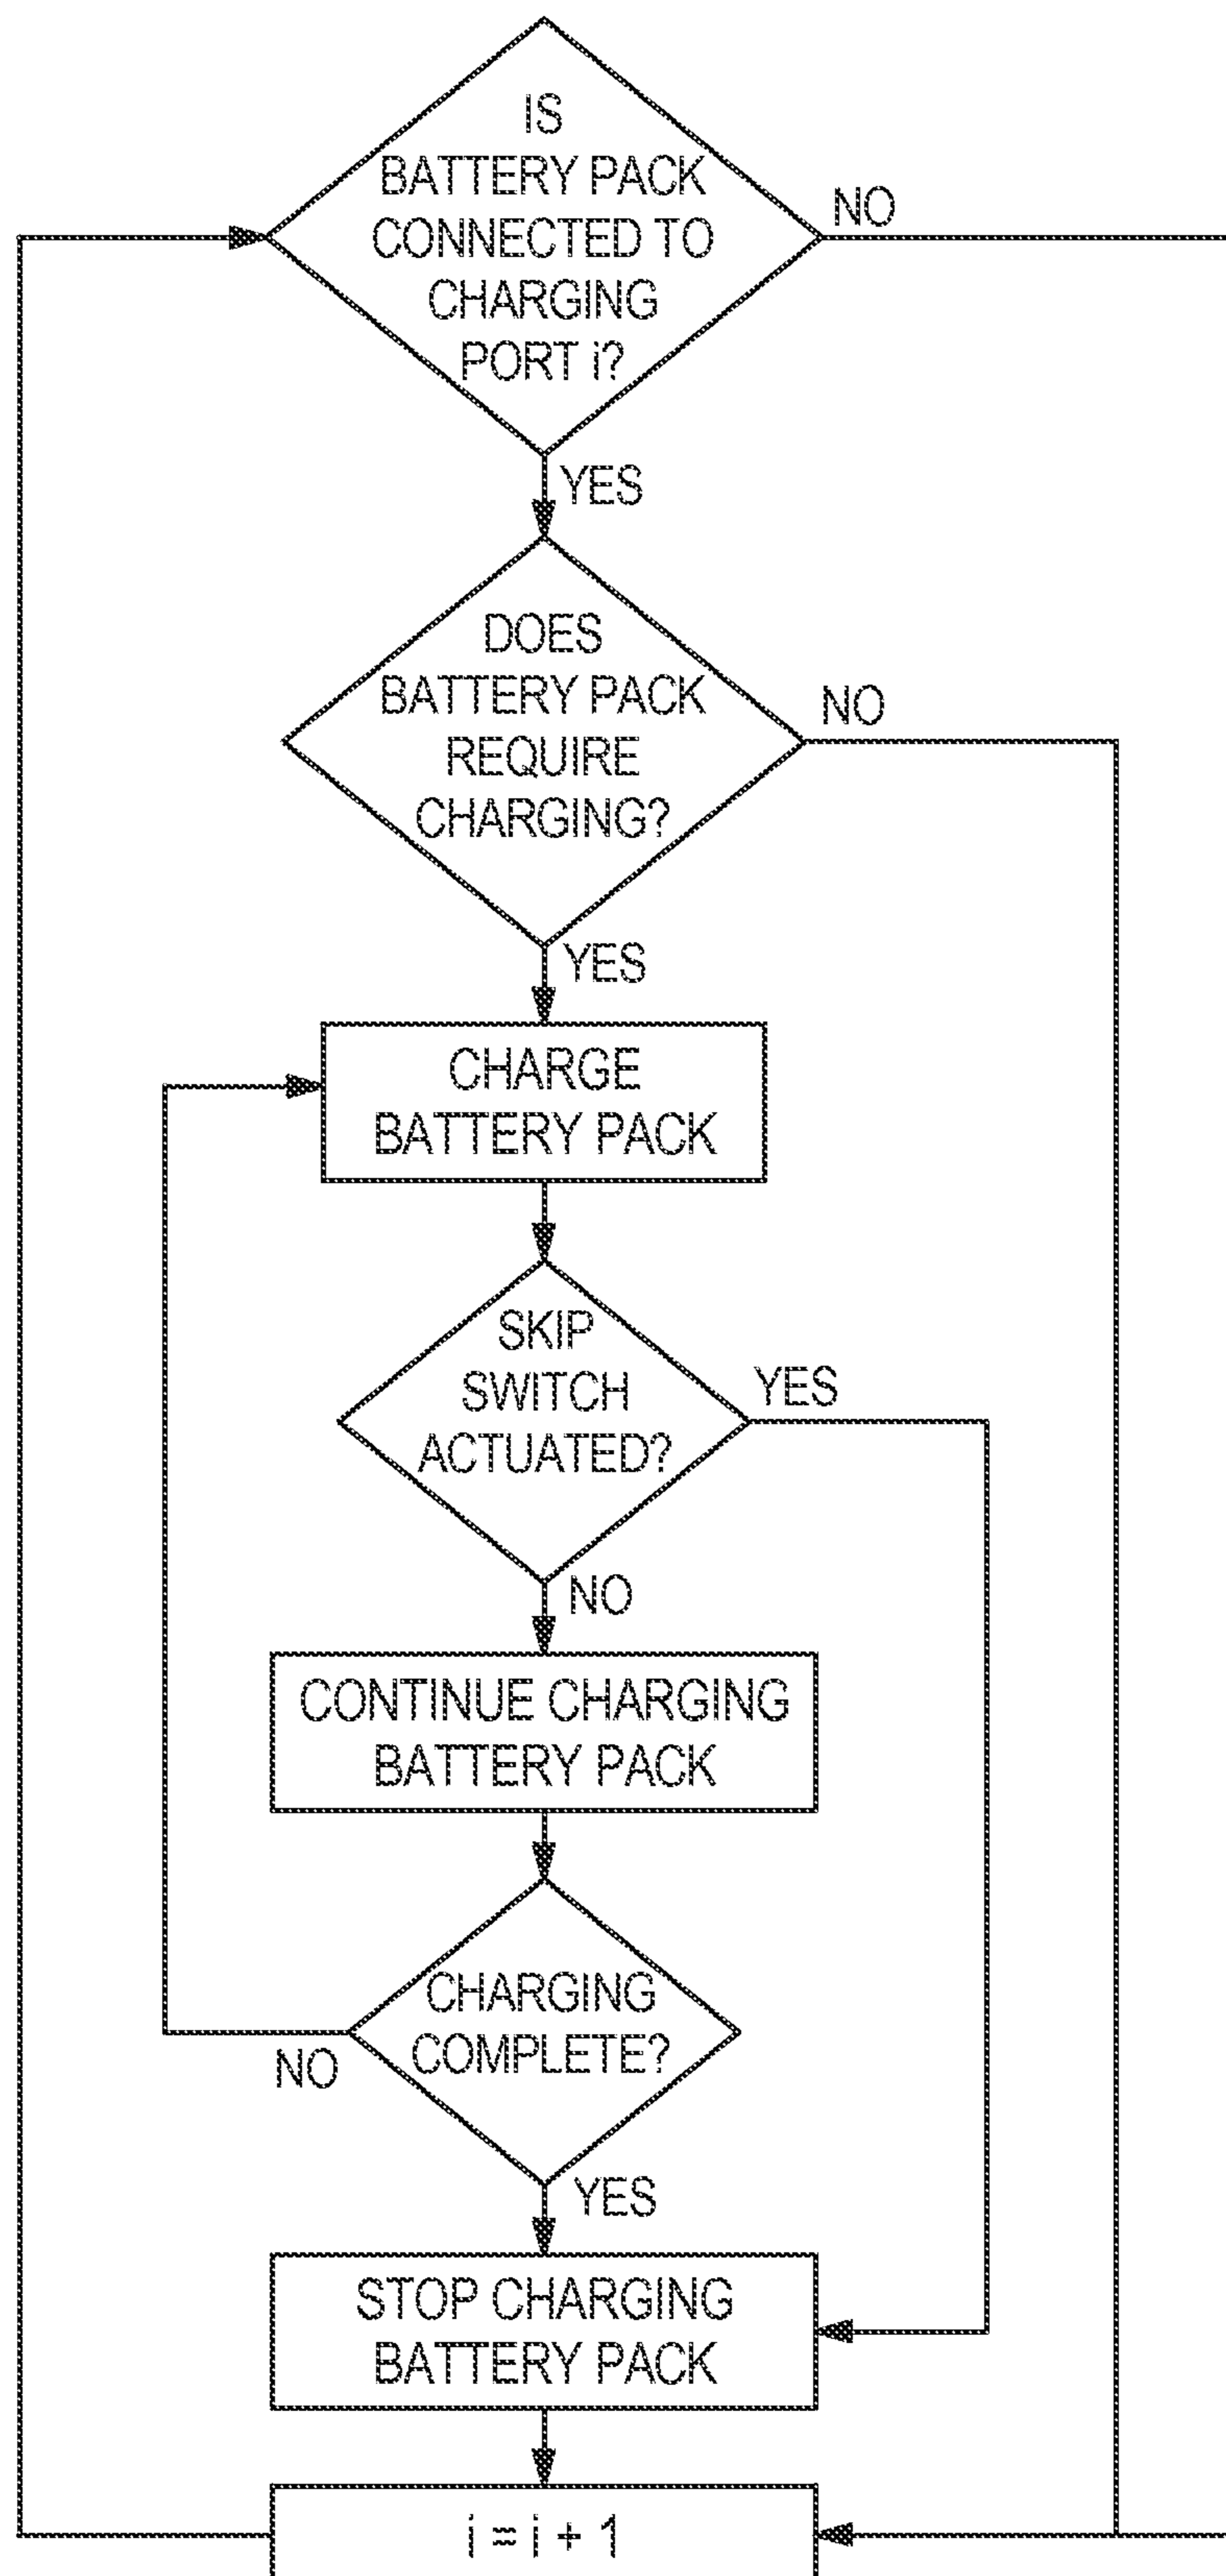 IS
BATTERY PACK
CONNECTED TO
CHARGING
PORT i?
NO
YES
DOES
BATTERY PACK
REQUIRE
CHARGING?
NO
YES
CHARGE
BATTERY PACK
SKIP
SWITCH
ACTUATED?
YES
NO
CONTINUE CHARGING
BATTERY PACK
CHARGING
COMPLETE?
NO
YES
STOP CHARGING
BATTERY PACK
i = i + 1